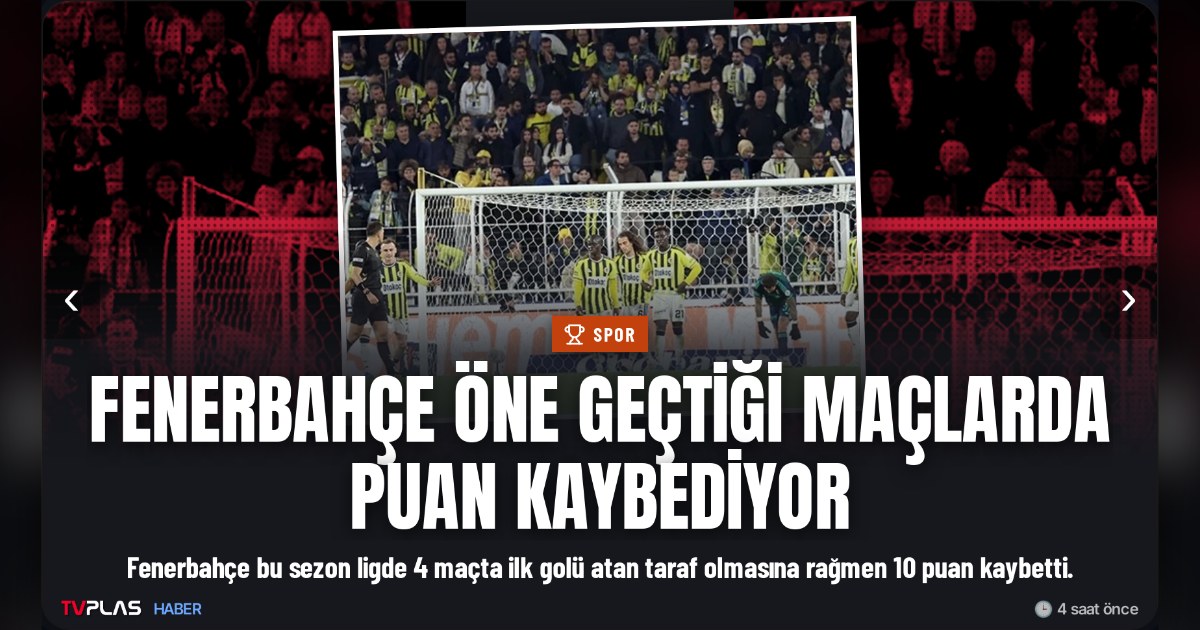 SPOR
FENERBAHÇE ÖNE GEÇTİĞİ MAÇLARDA
PUAN KAYBEDİYOR
Fenerbahçe bu sezon ligde 4 maçta ilk golü atan taraf olmasına rağmen 10 puan kaybetti.
TVPLAS HABER
4 saat önce